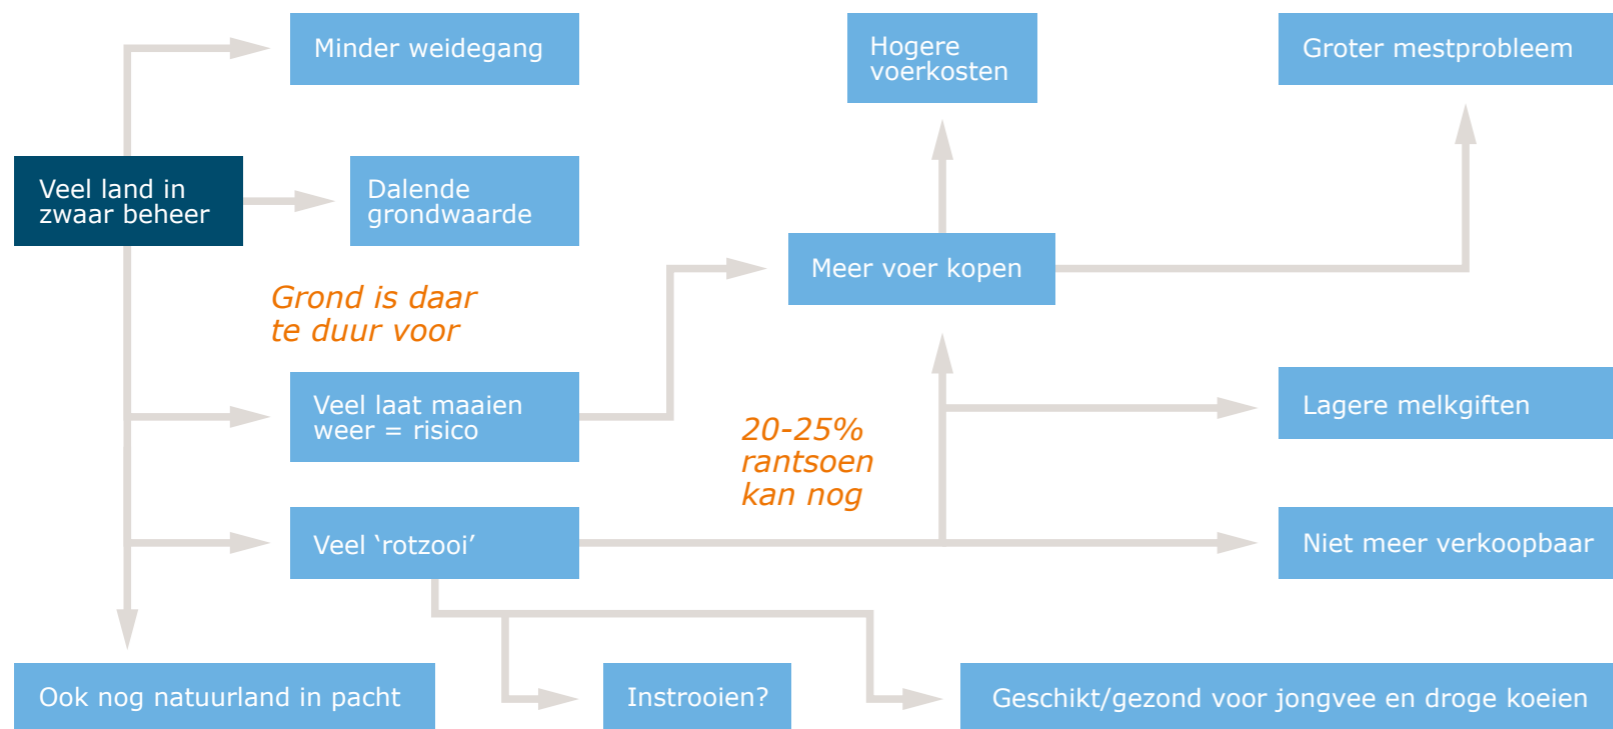 Minder weidegang
Hogere
voerkosten
Groter mestprobleem
Veel land in
zwaar beheer
Dalende
grondwaarde
Meer voer kopen
Grond is daar
te duur voor
Veel laat maaien
weer = risico
20-25%
rantsoen
kan nog
Lagere melkgiften
Veel ‘rotzooi’
Niet meer verkoopbaar
Ook nog natuurland in pacht
Instrooien?
Geschikt/gezond voor jongvee en droge koeien